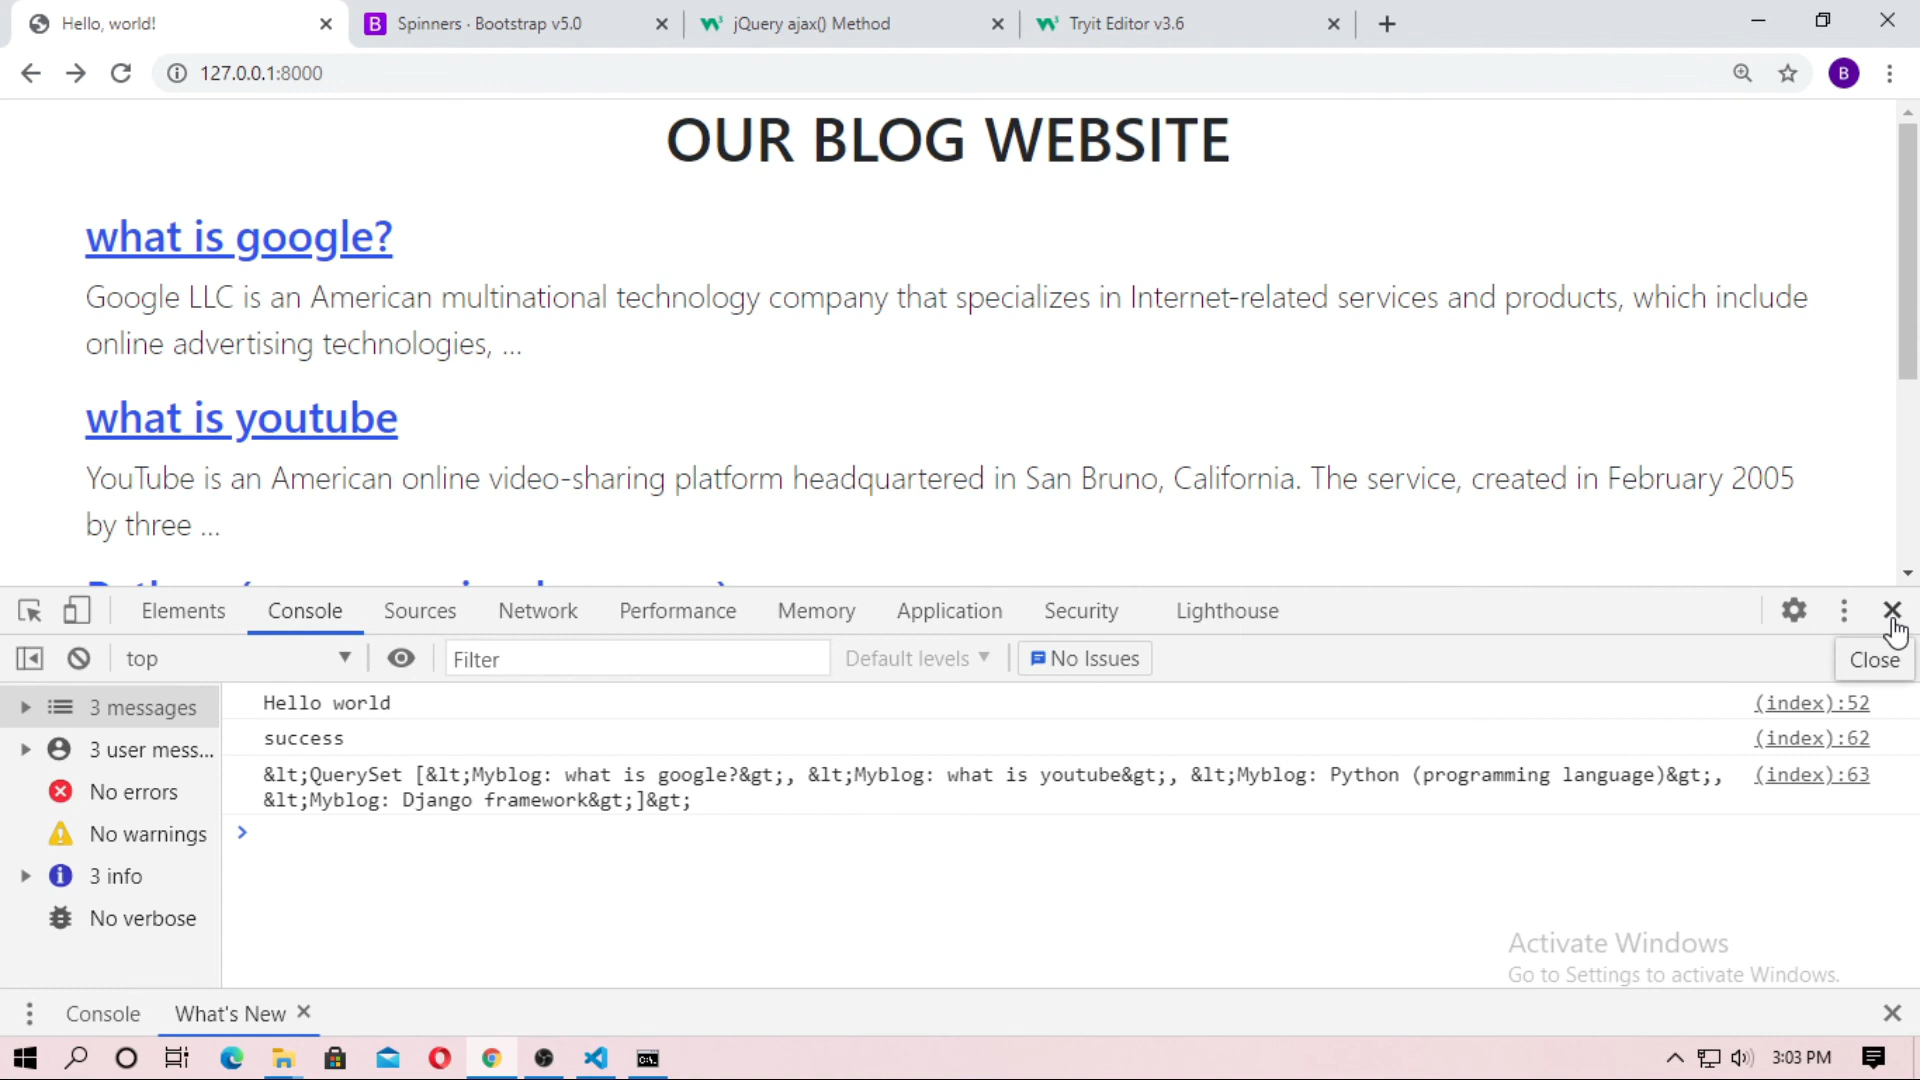 Hello, world!
Spinners · Bootstrap v5.0
jQuery ajax() Method
Tryit Editor v3.6
127.0.0.1:8000
B
OUR BLOG WEBSITE
what is google?
Google LLC is an American multinational technology company that specializes in Internet-related services and products, which include
online advertising technologies, ...
what is youtube
YouTube is an American online video-sharing platform headquartered in San Bruno, California. The service, created in February 2005
by three ...
Elements Console Sources Network Performance Memory Application Security Lighthouse
top Filter Default levels No Issues
Close
3 messages
3 user mess...
No errors
No warnings
3 info
No verbose
Hello world (index):52
success (index):62
&lt;QuerySet [&lt;Myblog: what is google?&gt;, &lt;Myblog: what is youtube&gt;, &lt;Myblog: Python (programming language)&gt;, (index):63
&lt;Myblog: Django framework&gt;]&gt;
Activate Windows
Go to Settings to activate Windows.
Console What's New
3:03 PM